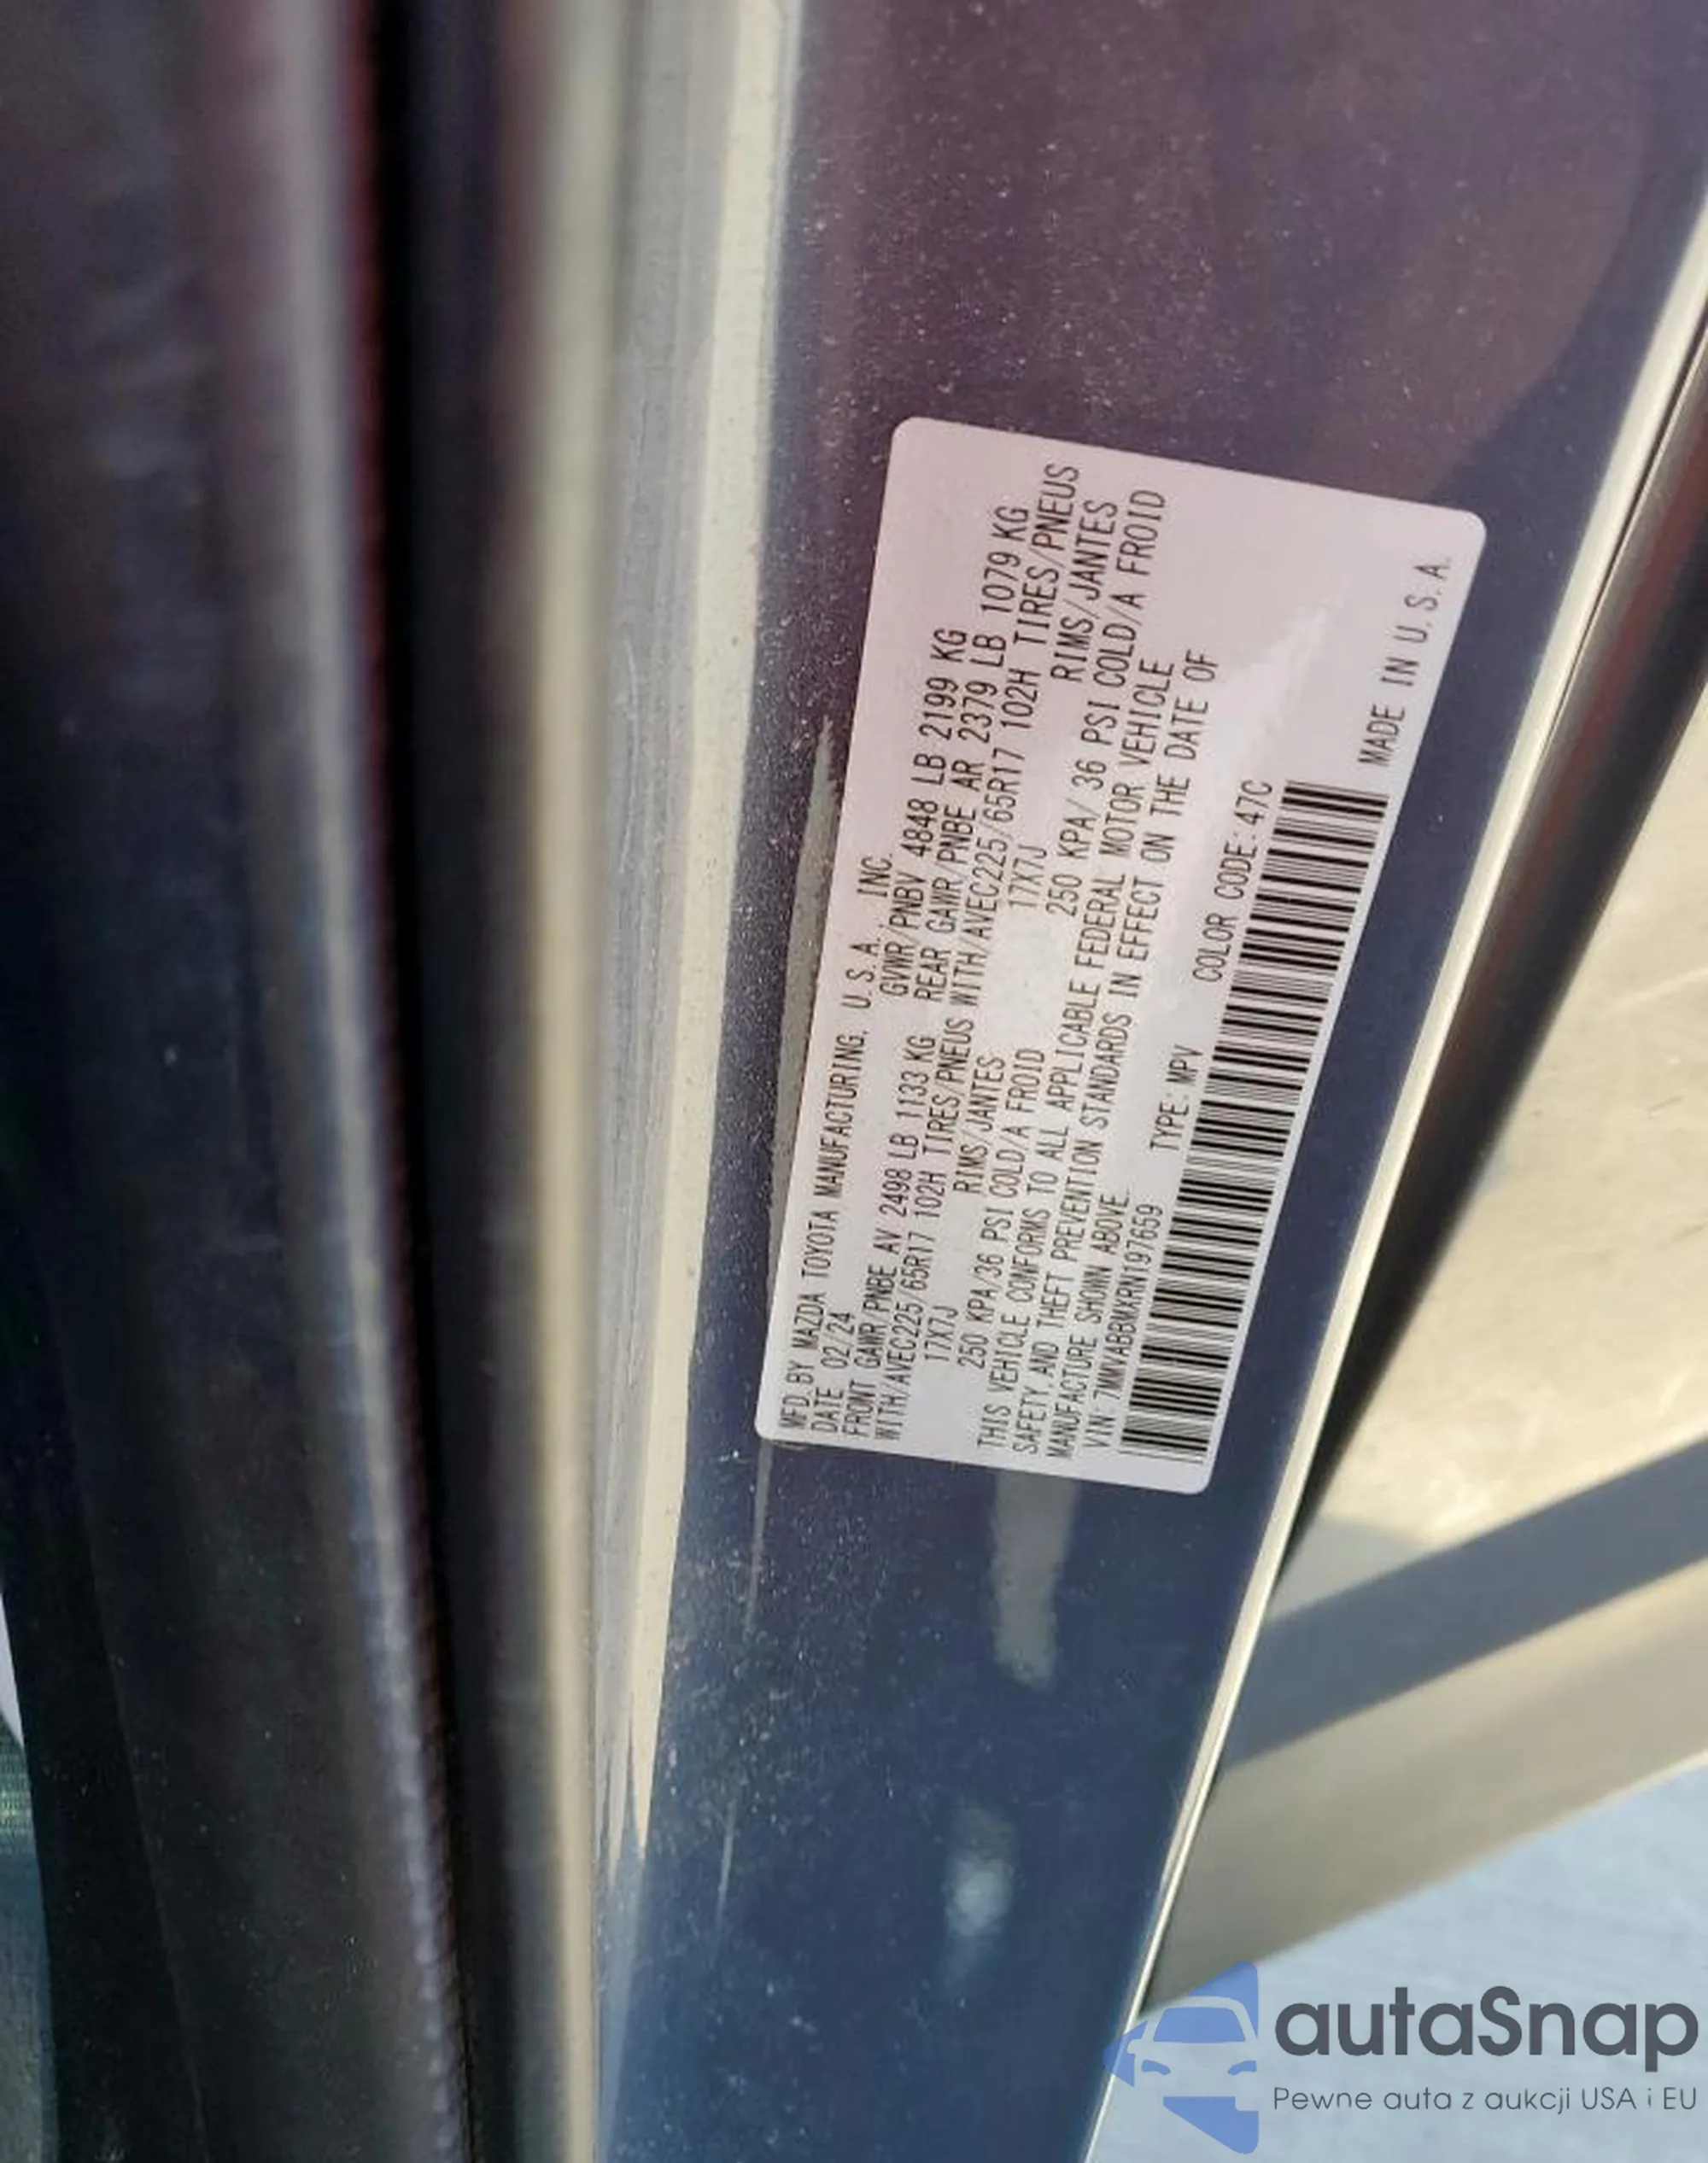 MFD.BY MAZDA TOYOTA MANUFACTURING, U.S.A., INC.
DATE 02/24 GVWR/PNBV 4848 LB 2199 KG
FRONT GAWR/PNBE AV 2498 LB 1133 KG REAR GAWR/PNBE AR 2379 LB 1079 KG
WITH/AVEC225/65R17 102H TIRES/PNEUS WITH/AVEC225/65R17 102H TIRES/PNEUS
17X7J RIMS/JANTES 17X7J RIMS/JANTES
250 KPA/36 PSI COLD/A FROID 250 KPA/ 36 PSI COLD/A FROID
THIS VEHICLE CONFORMS TO ALL APPLICABLE FEDERAL MOTOR VEHICLE
SAFETY AND THEFT PREVENTION STANDARDS IN EFFECT ON THE DATE OF
MANUFACTURE SHOWN ABOVE.
VIN: 7MMVABBMXRN197659 TYPE: MPV COLOR CODE: 47C
MADE IN U.S.A.
autaSnap
Pewne auta z aukcji USA i EU